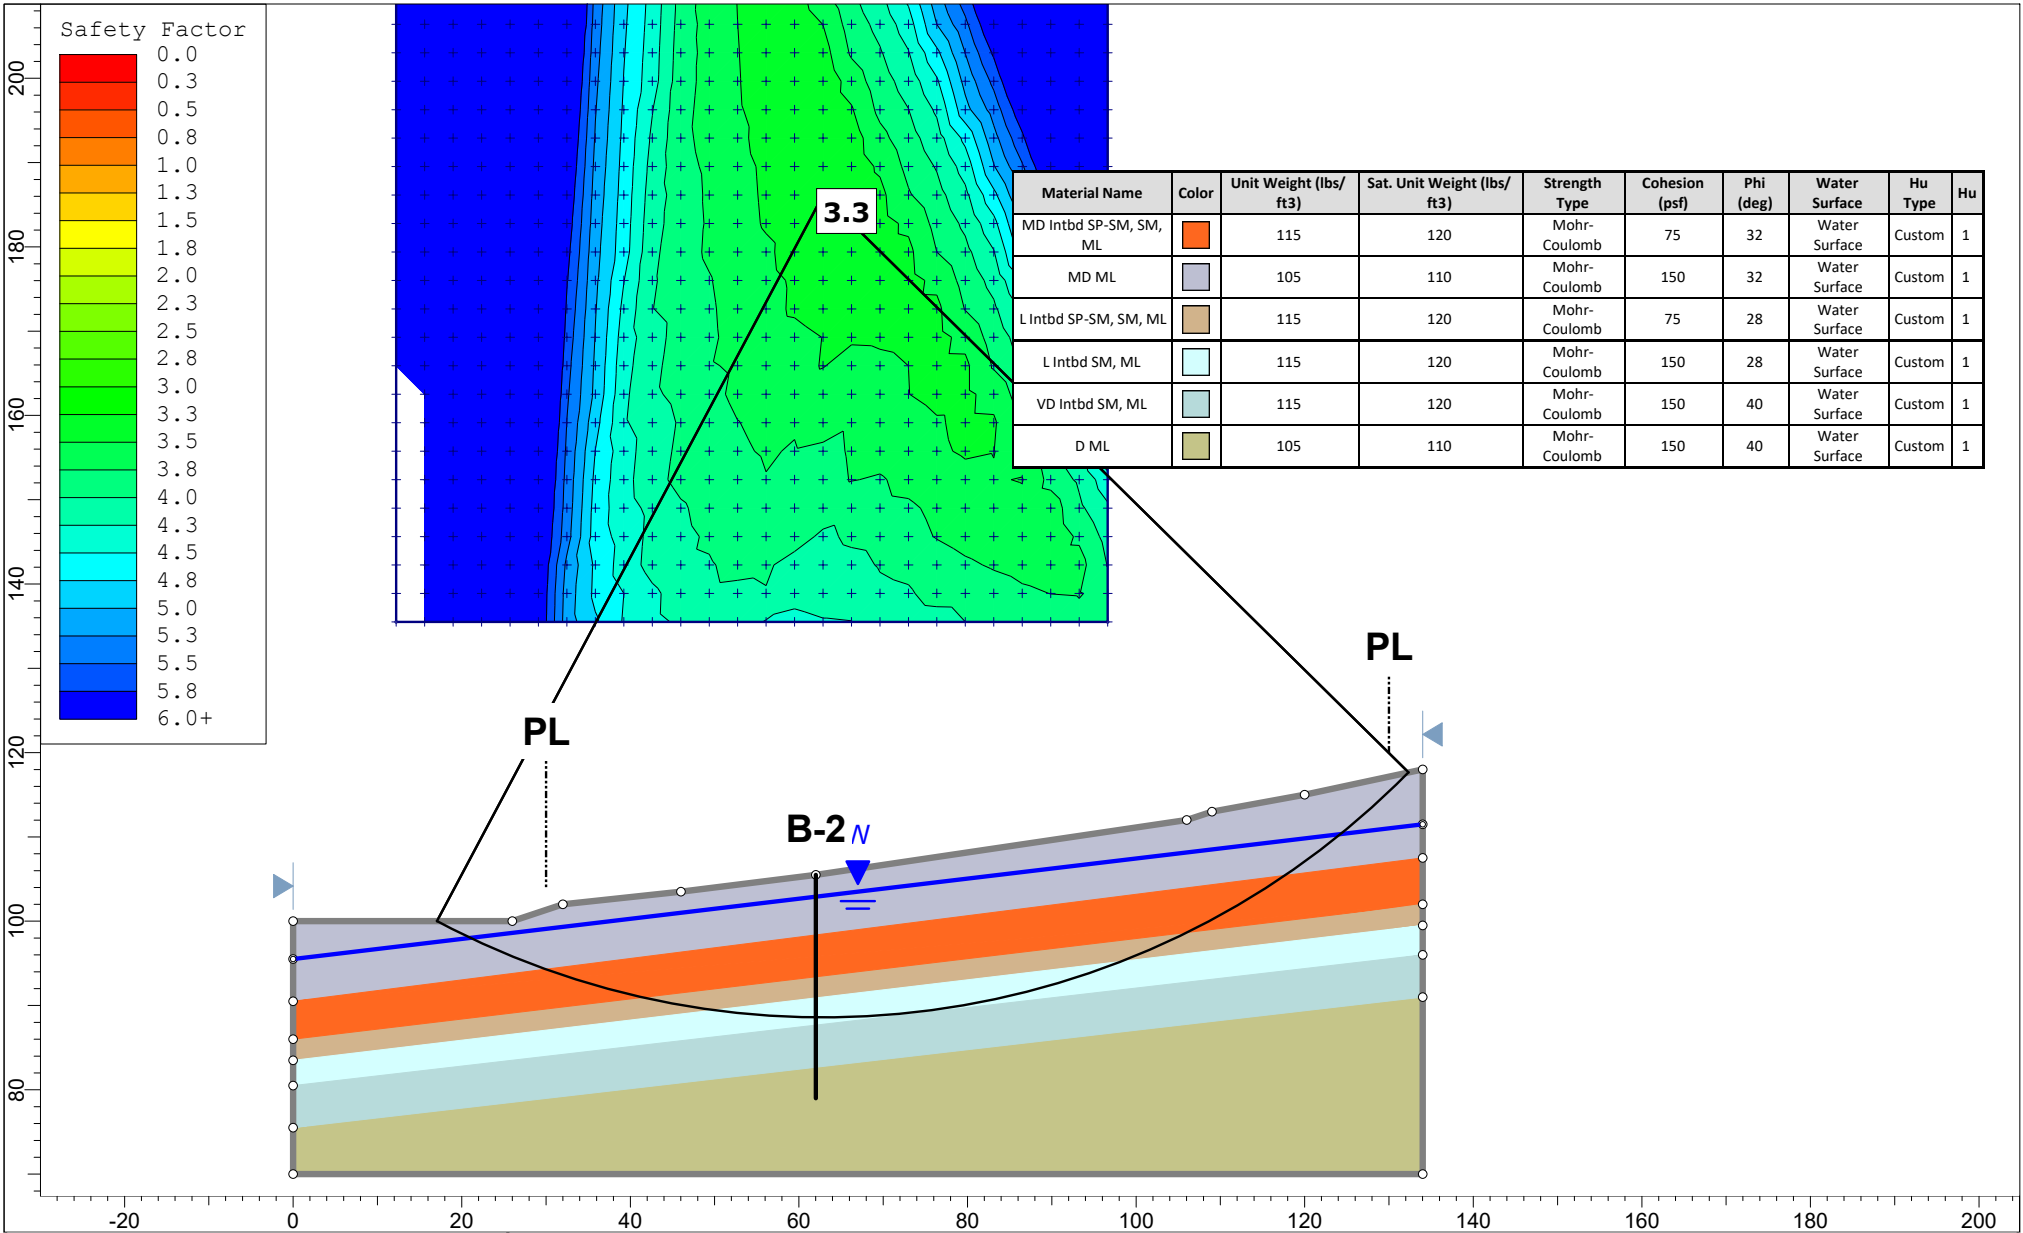 Safety Factor
0.0
0.3
0.5
0.8
1.0
1.3
1.5
1.8
2.0
2.3
2.5
2.8
3.0
3.3
3.5
3.8
4.0
4.3
4.5
4.8
5.0
5.3
5.5
5.8
6.0+
200
180
160
140
120
100
80
3.3
Material Name Color Unit Weight (lbs/ Sat. Unit Weight (lbs/ Strength Cohesion Phi Water Hu Hu
ft3) ft3) Type (psf) (deg) Surface Type
MD Intbd SP-SM, SM, 115 120 Mohr- 75 32 Water Custom 1
ML Coulomb Surface
MD ML 105 110 Mohr- 150 32 Water Custom 1
Coulomb Surface
L Intbd SP-SM, SM, ML 115 120 Mohr- 75 28 Water Custom 1
Coulomb Surface
L Intbd SM, ML 115 120 Mohr- 150 28 Water Custom 1
Coulomb Surface
VD Intbd SM, ML 115 120 Mohr- 150 40 Water Custom 1
Coulomb Surface
D ML 105 110 Mohr- 150 40 Water Custom 1
Coulomb Surface
PL
PL
B-2 N
-20 0 20 40 60 80 100 120 140 160 180 200